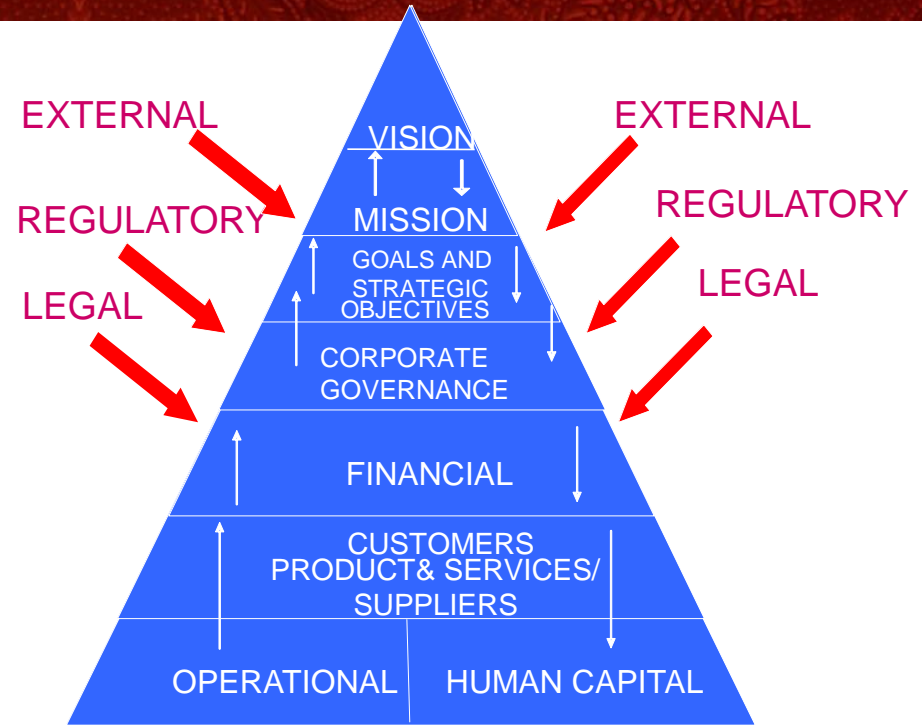 EXTERNAL
EXTERNAL
VISION
REGULATORY
MISSION
REGULATORY
GOALS AND
STRATEGIC
OBJECTIVES
LEGAL
LEGAL
CORPORATE
GOVERNANCE
FINANCIAL
CUSTOMERS
PRODUCT& SERVICES/
SUPPLIERS
OPERATIONAL
HUMAN CAPITAL